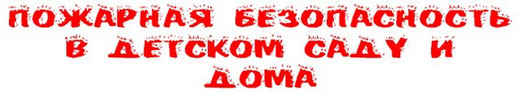 ПОЖАРНАЯ БЕЗОПАСНОСТЬ
В ДЕТСКОМ САДУ И
ДОМА